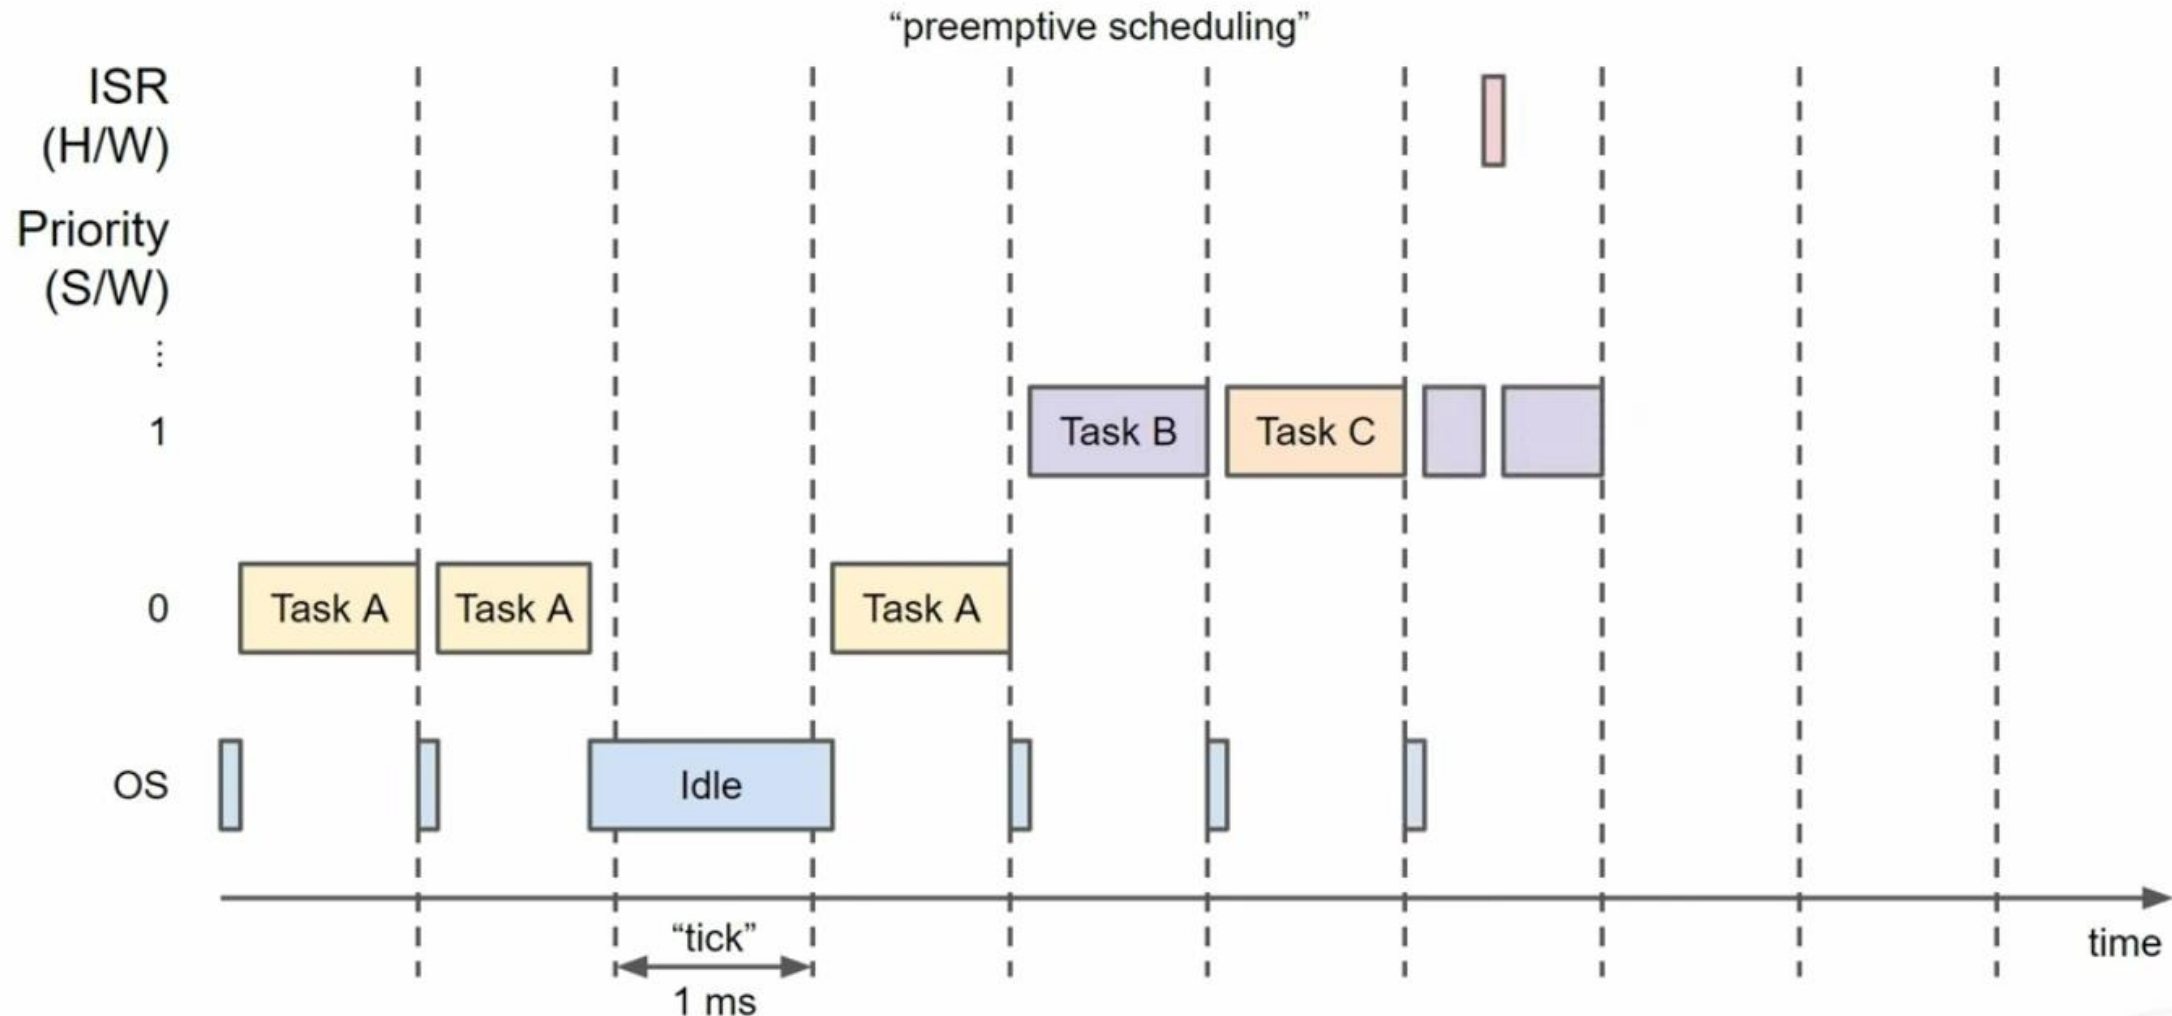 “preemptive scheduling”
ISR
(H/W)
Priority
(S/W)
⋮
1
Task B
Task C
0
Task A
Task A
Task A
OS
Idle
“tick”
1 ms
time